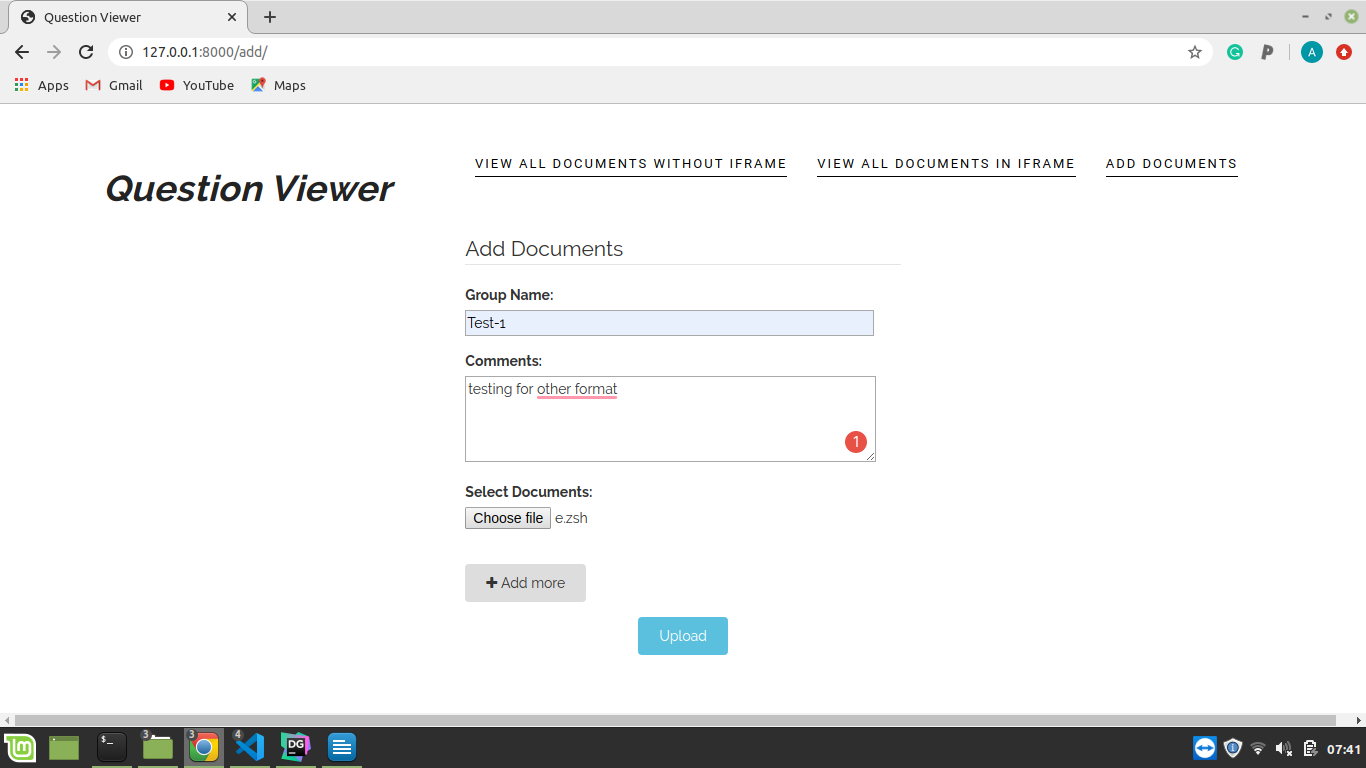 Question Viewer
127.0.0.1:8000/add/
A
Apps
Gmail
YouTube
Maps
VIEW ALL DOCUMENTS WITHOUT IFRAME
VIEW ALL DOCUMENTS IN IFRAME
ADD DOCUMENTS
Question Viewer
Add Documents
Group Name:
Test-1
Comments:
testing for other format
1
Select Documents:
Choose file e.zsh
+ Add more
Upload
$_
3
3
4
DG
07:41